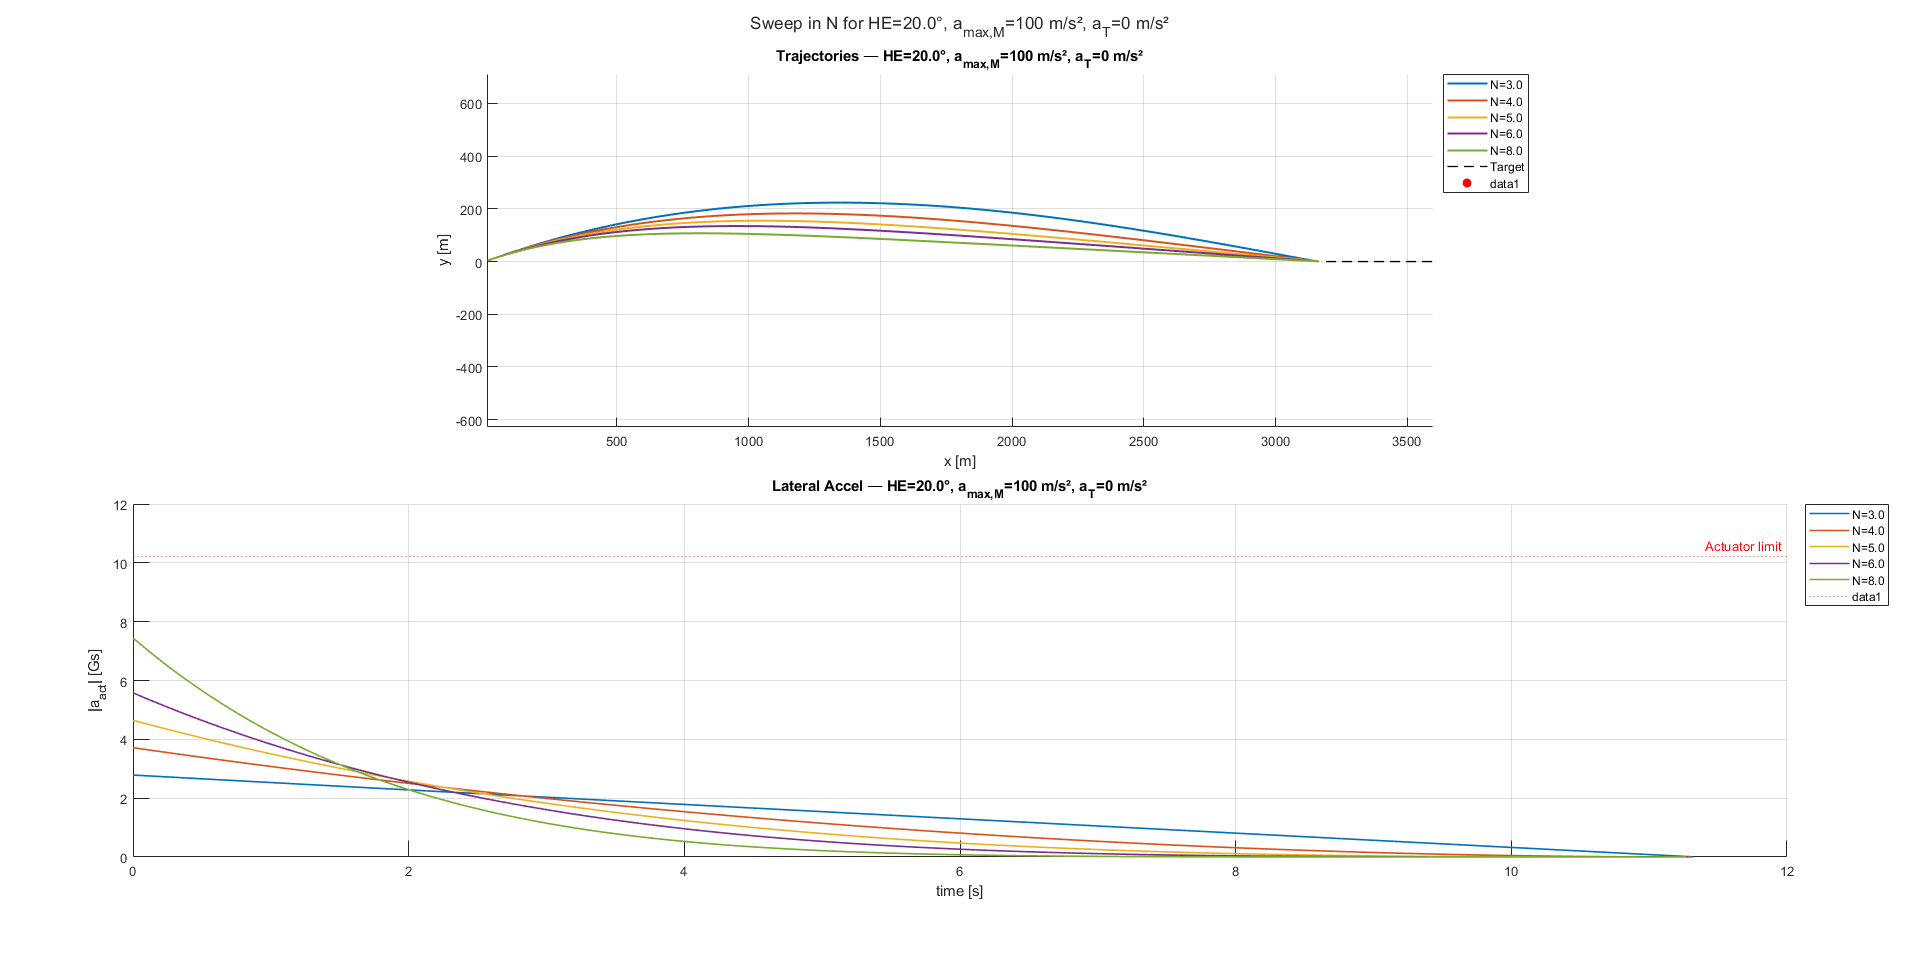 Sweep in N for HE=20.0°, a_max,M=100 m/s², a_T=0 m/s²
Trajectories — HE=20.0°, a_max,M=100 m/s², a_T=0 m/s²
600
400
200
0
-200
-400
-600
y [m]
500 1000 1500 2000 2500 3000 3500
x [m]
N=3.0
N=4.0
N=5.0
N=6.0
N=8.0
Target
data1
Lateral Accel — HE=20.0°, a_max,M=100 m/s², a_T=0 m/s²
12
10
8
6
4
2
0
|a_act| [Gs]
Actuator limit
0 2 4 6 8 10 12
time [s]
N=3.0
N=4.0
N=5.0
N=6.0
N=8.0
data1